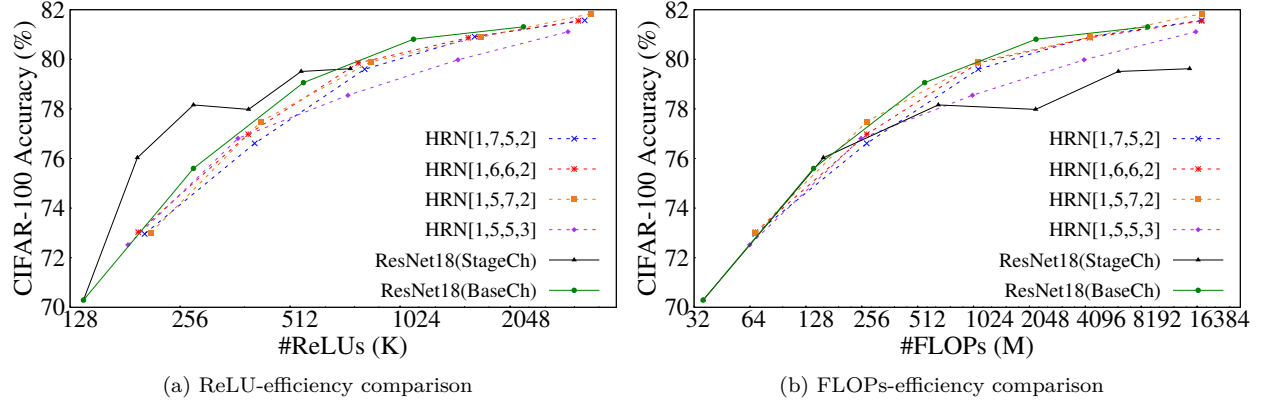 82
80
78
76
74
72
70
CIFAR-100 Accuracy (%)
HRN[1,7,5,2]
HRN[1,6,6,2]
HRN[1,5,7,2]
HRN[1,5,5,3]
ResNet18(StageCh)
ResNet18(BaseCh)
128 256 512 1024 2048
#ReLUs (K)
(a) ReLU-efficiency comparison
82
80
78
76
74
72
70
CIFAR-100 Accuracy (%)
HRN[1,7,5,2]
HRN[1,6,6,2]
HRN[1,5,7,2]
HRN[1,5,5,3]
ResNet18(StageCh)
ResNet18(BaseCh)
32 64 128 256 512 1024 2048 4096 8192 16384
#FLOPs (M)
(b) FLOPs-efficiency comparison